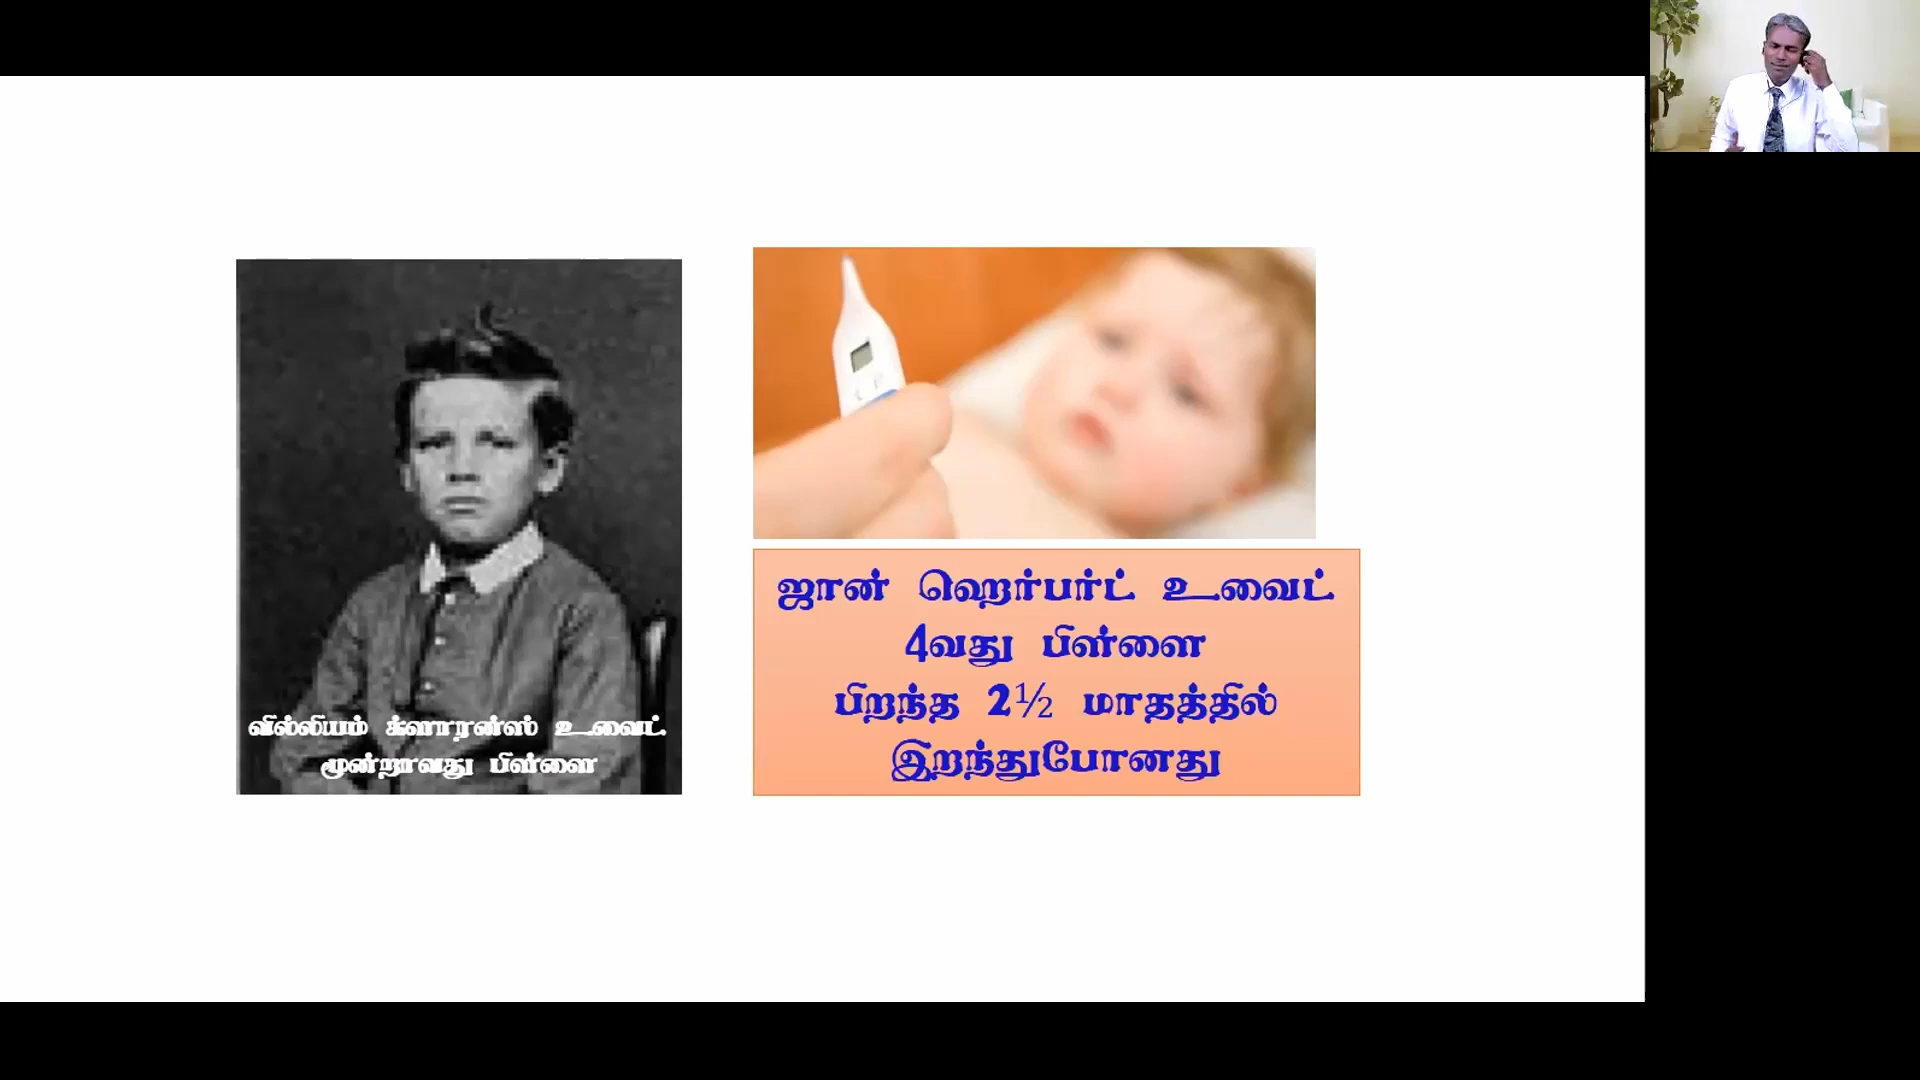 வில்லியம் க்ளாரன்ஸ் உவைட்.
மூன்றாவது பிள்ளை
ஜான் ஹெர்பர்ட் உவைட்
4வது பிள்ளை
பிறந்த 2½ மாதத்தில்
இறந்துபோனது